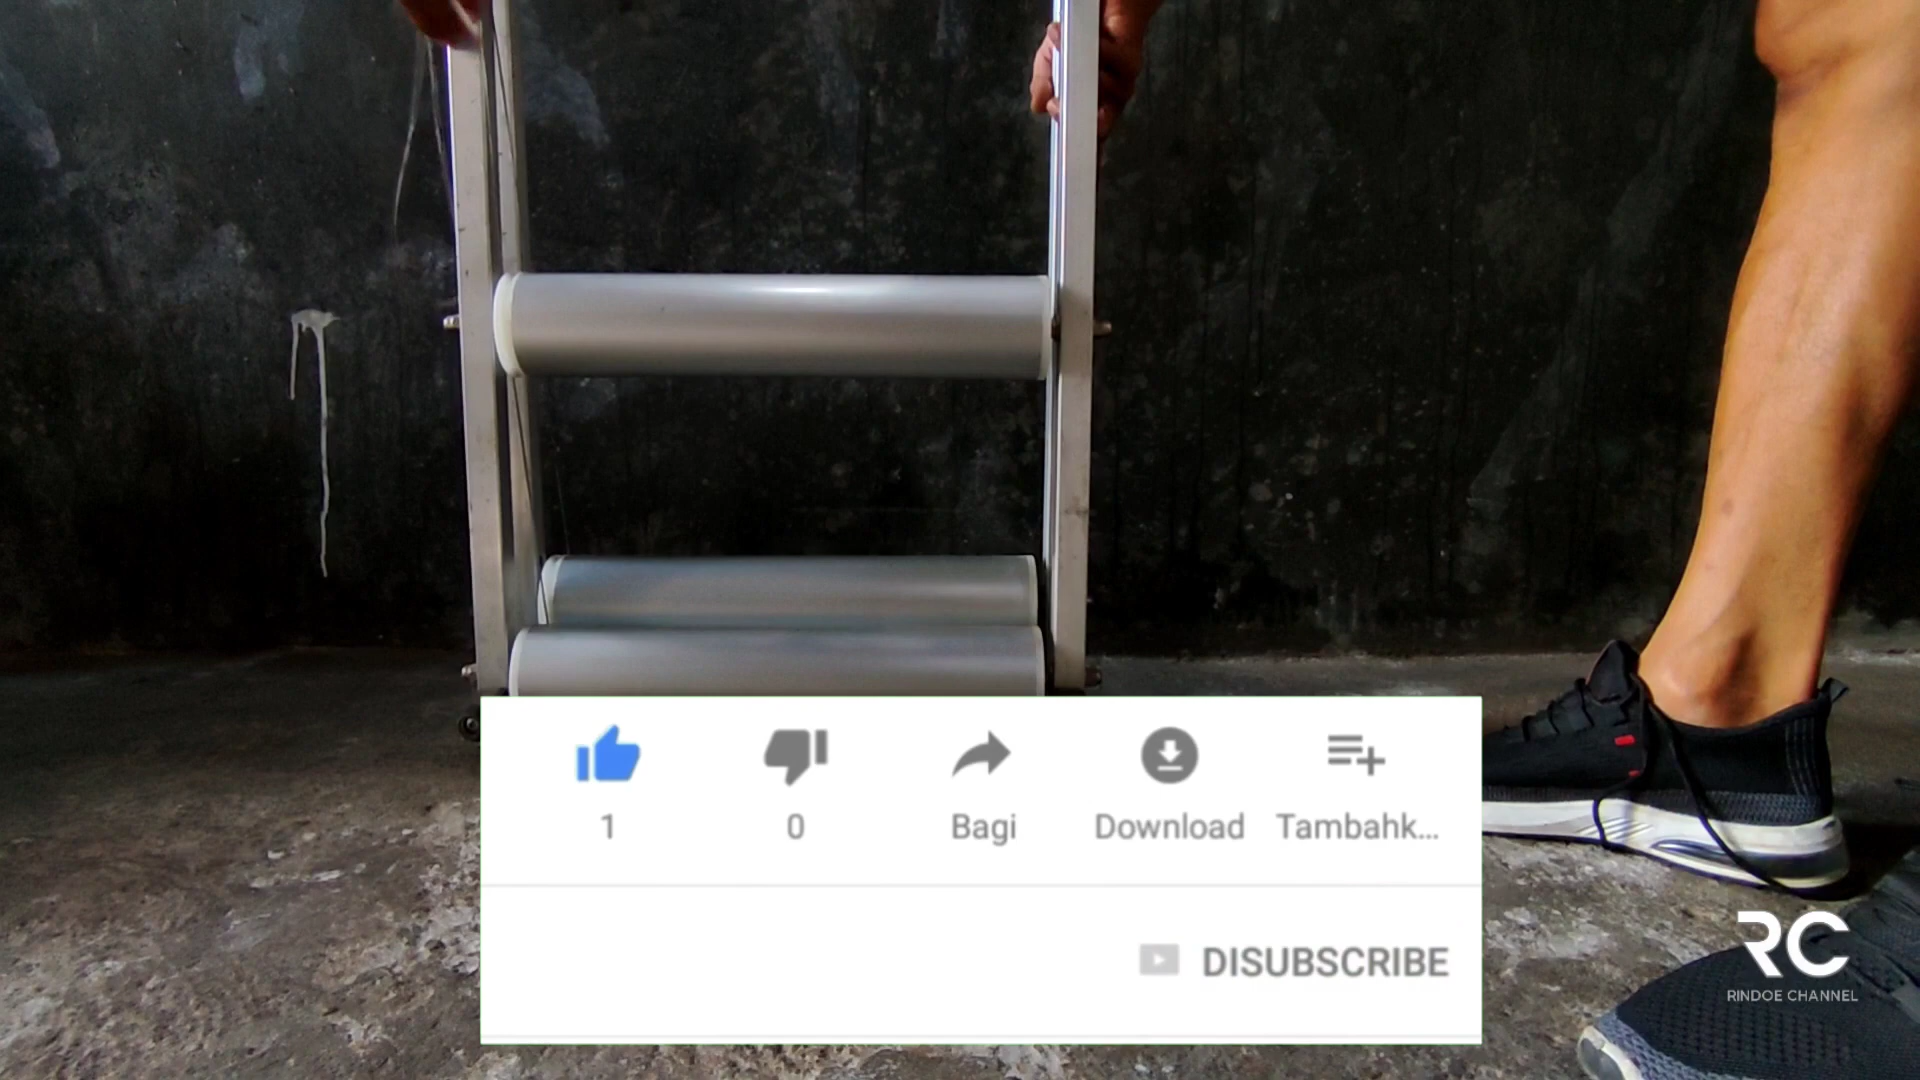 1
0
Bagi
Download
Tambahk...
DISUBSCRIBE
RC
RINDOE CHANNEL